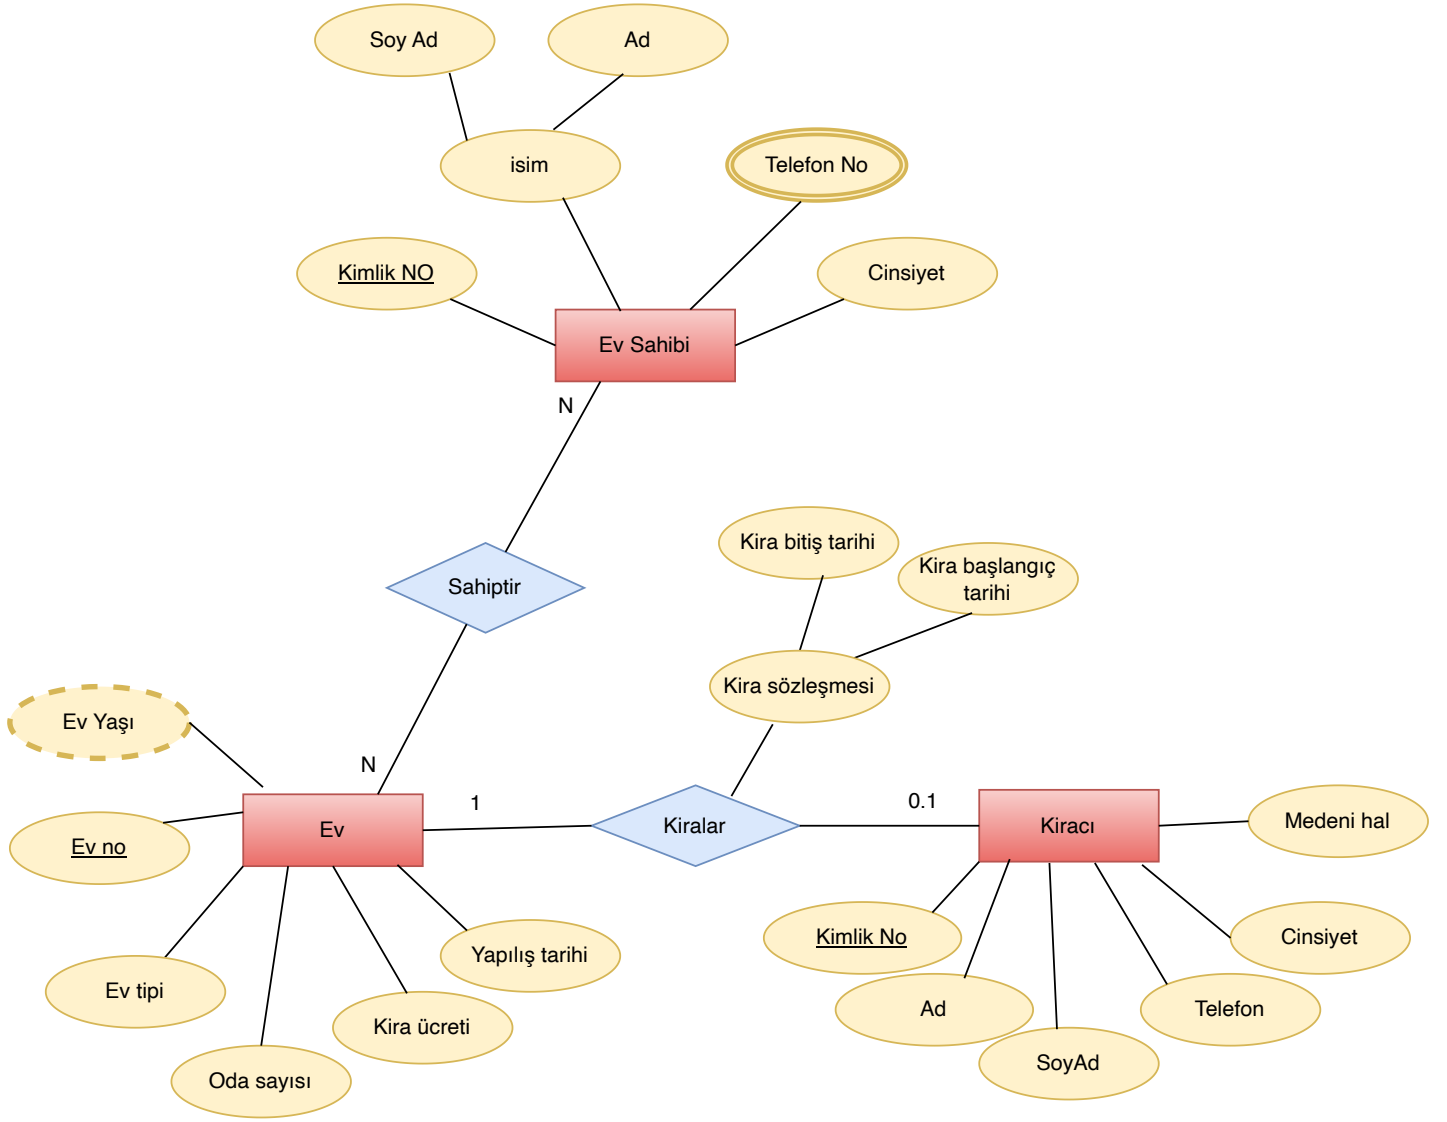 Soy Ad
Ad
isim
Telefon No
Kimlik NO
Cinsiyet
Ev Sahibi
N
Kira bitiş tarihi
Kira başlangıç
tarihi
Sahiptir
Kira sözleşmesi
Ev Yaşı
N
1
0.1
Ev
Kiralar
Kiracı
Medeni hal
Ev no
Kimlik No
Cinsiyet
Yapılış tarihi
Ev tipi
Ad
Telefon
Kira ücreti
SoyAd
Oda sayısı